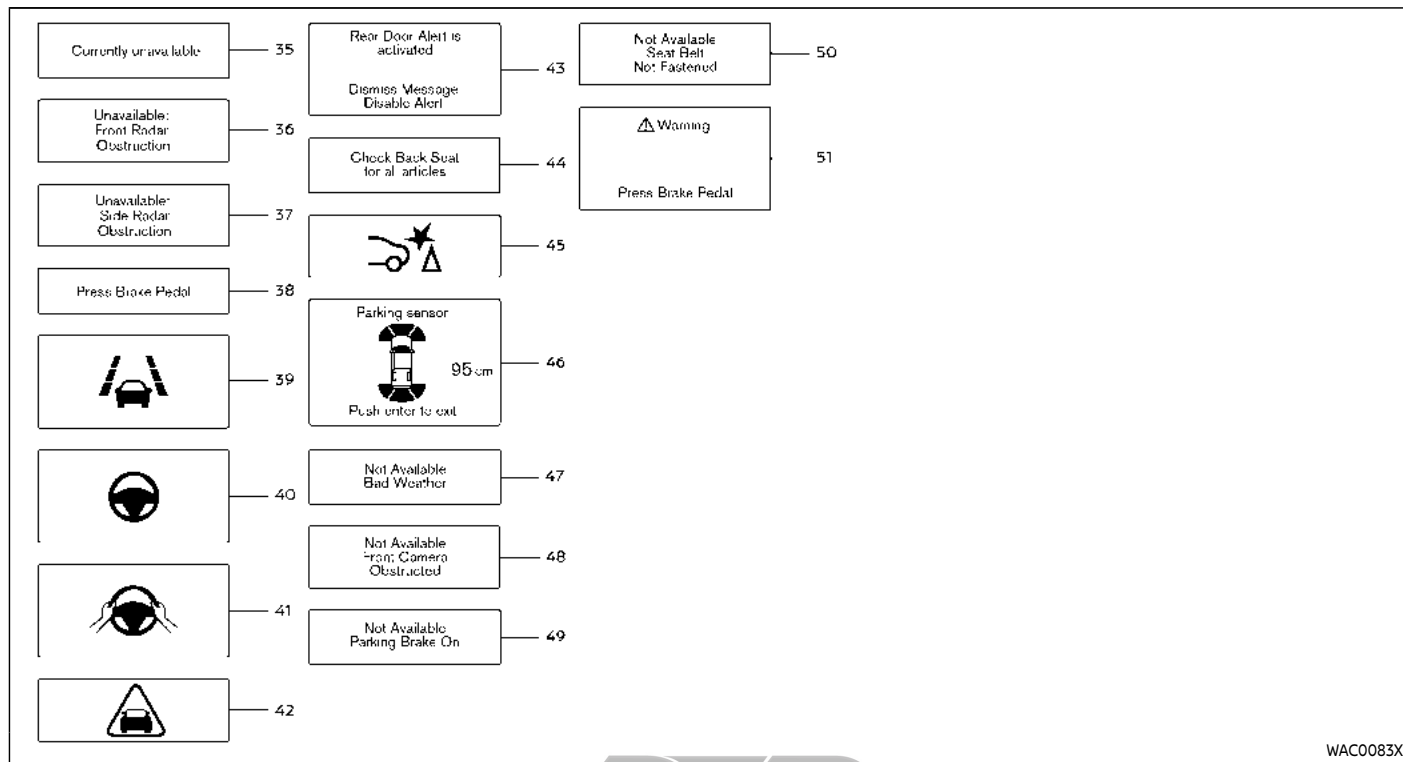 Currently unavailable
35
Unavailable:
Front Radar
Obstruction
36
Unavailable:
Side Radar
Obstruction
37
Press Brake Pedal
38
39
40
41
42
Rear Door Alert is
activated
Dismiss Message
Disable Alert
43
Check Back Seat
for all articles
44
45
Parking sensor
95 cm
Push enter to exit
46
Not Available
Bad Weather
47
Not Available
Front Camera
Obstructed
48
Not Available
Parking Brake On
49
Not Available
Seat Belt
Not Fastened
50
Warning
Press Brake Pedal
51
WAC0083X